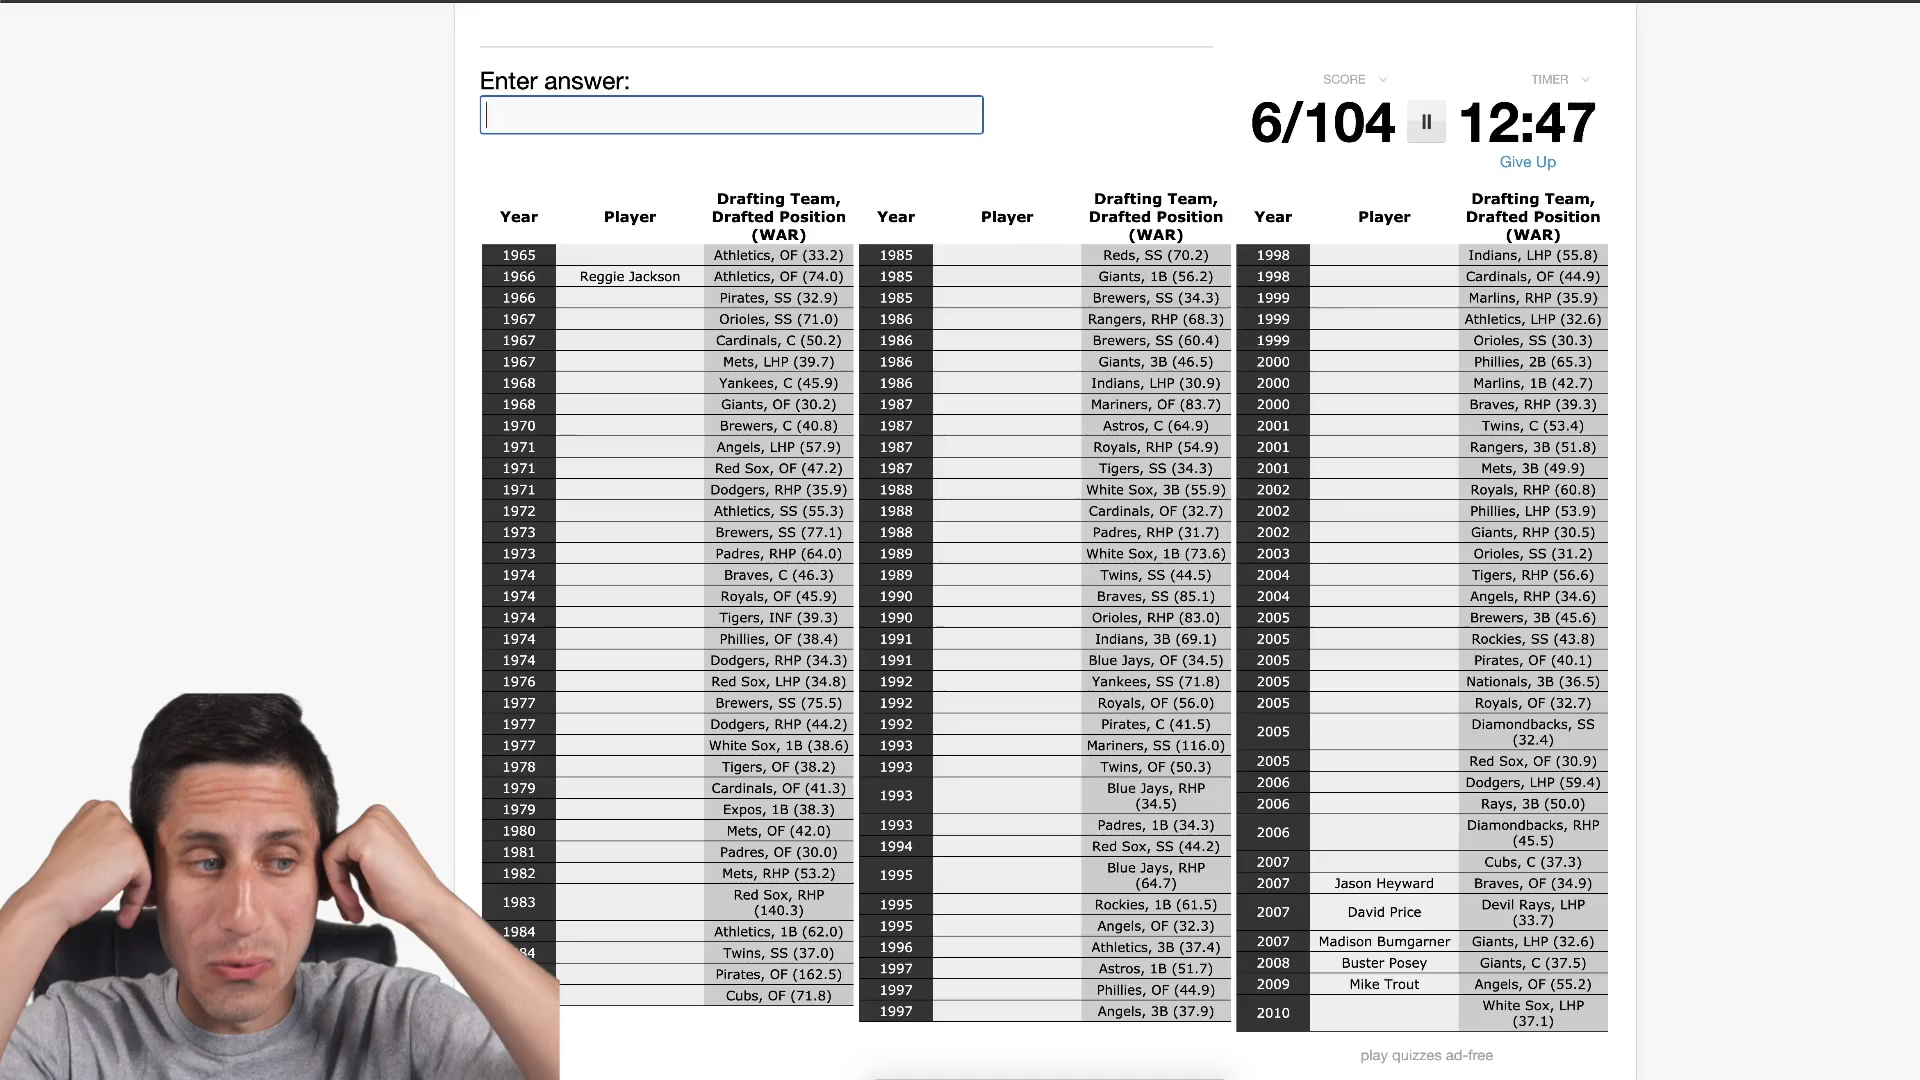 Enter answer:
SCORE
TIMER
6/104
12:47
Give Up
Year Player Drafting Team, Drafted Position (WAR)
1965 Athletics, OF (33.2)
1966 Reggie Jackson Athletics, OF (74.0)
1966 Pirates, SS (32.9)
1967 Orioles, SS (71.0)
1967 Cardinals, C (50.2)
1967 Mets, LHP (39.7)
1968 Yankees, C (45.9)
1968 Giants, OF (30.2)
1970 Brewers, C (40.8)
1971 Angels, LHP (57.9)
1971 Red Sox, OF (47.2)
1971 Dodgers, RHP (35.9)
1972 Athletics, SS (55.3)
1973 Brewers, SS (77.1)
1973 Padres, RHP (64.0)
1974 Braves, C (46.3)
1974 Royals, OF (45.9)
1974 Tigers, INF (39.3)
1974 Phillies, OF (38.4)
1974 Dodgers, RHP (34.3)
1976 Red Sox, LHP (34.8)
1977 Brewers, SS (75.5)
1977 Dodgers, RHP (44.2)
1977 White Sox, 1B (38.6)
1978 Tigers, OF (38.2)
1979 Cardinals, OF (41.3)
1979 Expos, 1B (38.3)
1980 Mets, OF (42.0)
1981 Padres, OF (30.0)
1982 Mets, RHP (53.2)
1983 Red Sox, RHP (140.3)
1984 Athletics, 1B (62.0)
84 Twins, SS (37.0)
Pirates, OF (162.5)
Cubs, OF (71.8)
Year Player Drafting Team, Drafted Position (WAR)
1985 Reds, SS (70.2)
1985 Giants, 1B (56.2)
1985 Brewers, SS (34.3)
1986 Rangers, RHP (68.3)
1986 Brewers, SS (60.4)
1986 Giants, 3B (46.5)
1986 Indians, LHP (30.9)
1987 Mariners, OF (83.7)
1987 Astros, C (64.9)
1987 Royals, RHP (54.9)
1987 Tigers, SS (34.3)
1988 White Sox, 3B (55.9)
1988 Cardinals, OF (32.7)
1988 Padres, RHP (31.7)
1989 White Sox, 1B (73.6)
1989 Twins, SS (44.5)
1990 Braves, SS (85.1)
1990 Orioles, RHP (83.0)
1991 Indians, 3B (69.1)
1991 Blue Jays, OF (34.5)
1992 Yankees, SS (71.8)
1992 Royals, OF (56.0)
1992 Pirates, C (41.5)
1993 Mariners, SS (116.0)
1993 Twins, OF (50.3)
1993 Blue Jays, RHP (34.5)
1993 Padres, 1B (34.3)
1994 Red Sox, SS (44.2)
1995 Blue Jays, RHP (64.7)
1995 Rockies, 1B (61.5)
1995 Angels, OF (32.3)
1996 Athletics, 3B (37.4)
1997 Astros, 1B (51.7)
1997 Phillies, OF (44.9)
1997 Angels, 3B (37.9)
Year Player Drafting Team, Drafted Position (WAR)
1998 Indians, LHP (55.8)
1998 Cardinals, OF (44.9)
1999 Marlins, RHP (35.9)
1999 Athletics, LHP (32.6)
1999 Orioles, SS (30.3)
2000 Phillies, 2B (65.3)
2000 Marlins, 1B (42.7)
2000 Braves, RHP (39.3)
2001 Twins, C (53.4)
2001 Rangers, 3B (51.8)
2001 Mets, 3B (49.9)
2002 Royals, RHP (60.8)
2002 Phillies, LHP (53.9)
2002 Giants, RHP (30.5)
2003 Orioles, SS (31.2)
2004 Tigers, RHP (56.6)
2004 Angels, RHP (34.6)
2005 Brewers, 3B (45.6)
2005 Rockies, SS (43.8)
2005 Pirates, OF (40.1)
2005 Nationals, 3B (36.5)
2005 Royals, OF (32.7)
2005 Diamondbacks, SS (32.4)
2005 Red Sox, OF (30.9)
2006 Dodgers, LHP (59.4)
2006 Rays, 3B (50.0)
2006 Diamondbacks, RHP (45.5)
2007 Cubs, C (37.3)
2007 Jason Heyward Braves, OF (34.9)
2007 David Price Devil Rays, LHP (33.7)
2007 Madison Bumgarner Giants, LHP (32.6)
2008 Buster Posey Giants, C (37.5)
2009 Mike Trout Angels, OF (55.2)
2010 White Sox, LHP (37.1)
play quizzes ad-free